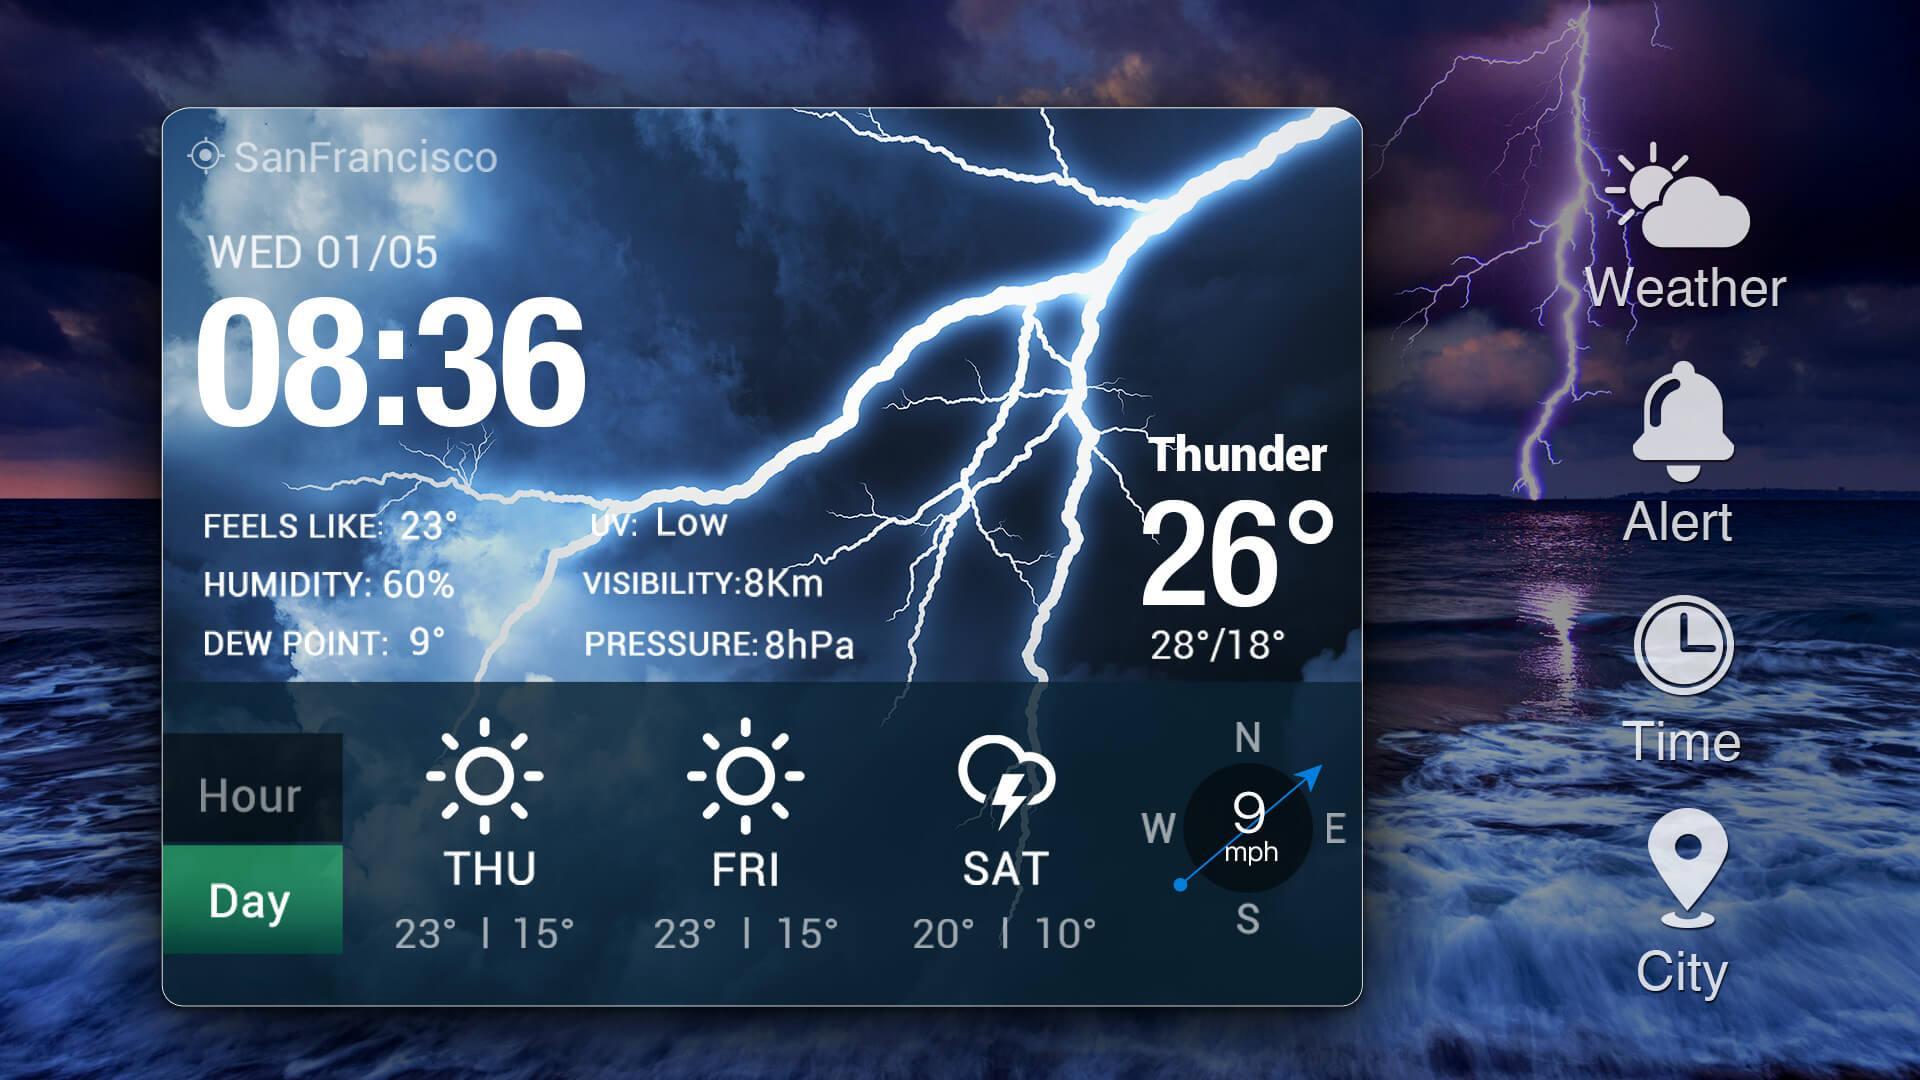 SanFrancisco
WED 01/05
08:36
Thunder
26°
28°/18°
FEELS LIKE: 23°
UV: Low
HUMIDITY: 60%
VISIBILITY:8Km
DEW POINT: 9°
PRESSURE:8hPa
Hour
Day
THU
23° | 15°
FRI
23° | 15°
SAT
20° | 10°
N
W
9
mph
E
S
Weather
Alert
Time
City